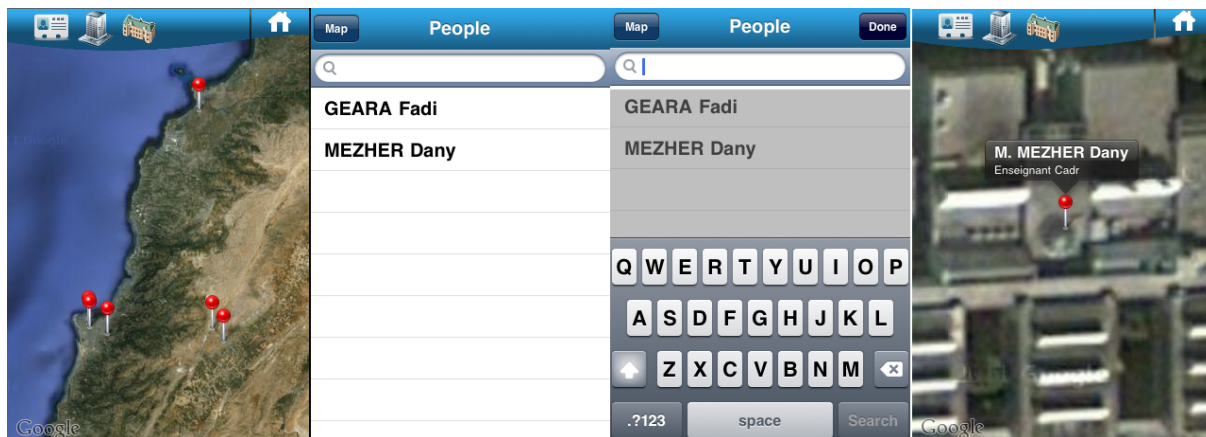 Google
Map
People
GEARA Fadi
MEZHER Dany
Map
People
Done
GEARA Fadi
MEZHER Dany
Q W E R T Y U I O P
A S D F G H J K L
Z X C V B N M
.?123
space
Search
M. MEZHER Dany
Enseignant Cadr
Google